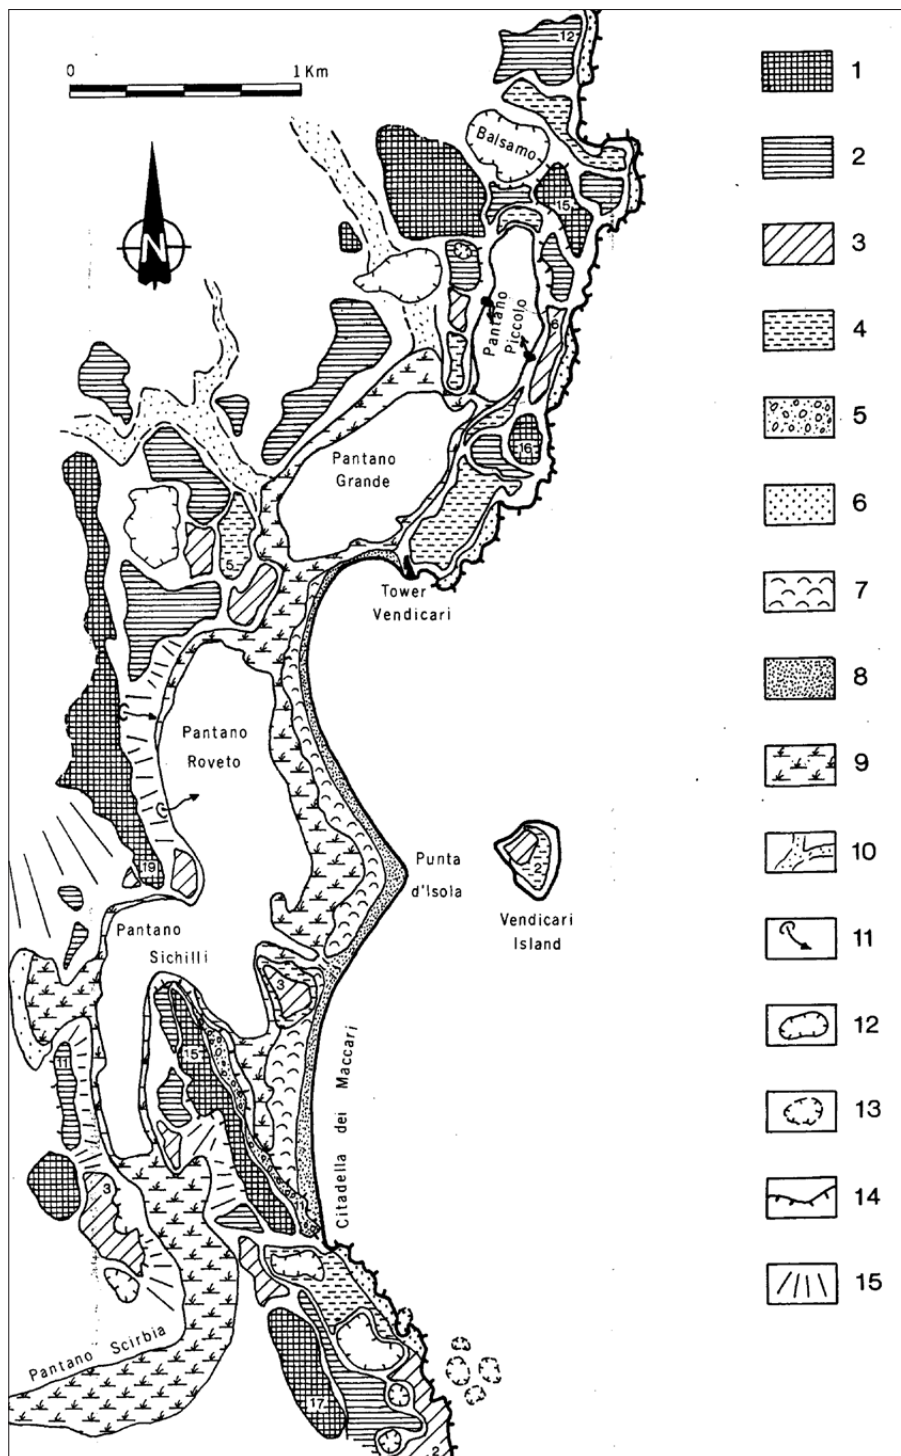 0 1 Km
N
12
Balsamo
15
Pantano
Piccolo
6
16
Pantano
Grande
5
Tower
Vendicari
Pantano
Roveto
19
Punta
d'Isola
2
Vendicari
Island
Pantano
Sichilli
3
15
11
3
Citadella dei Maccari
Pantano Scirbia
17
2
1
2
3
4
5
6
7
8
9
10
11
12
13
14
15